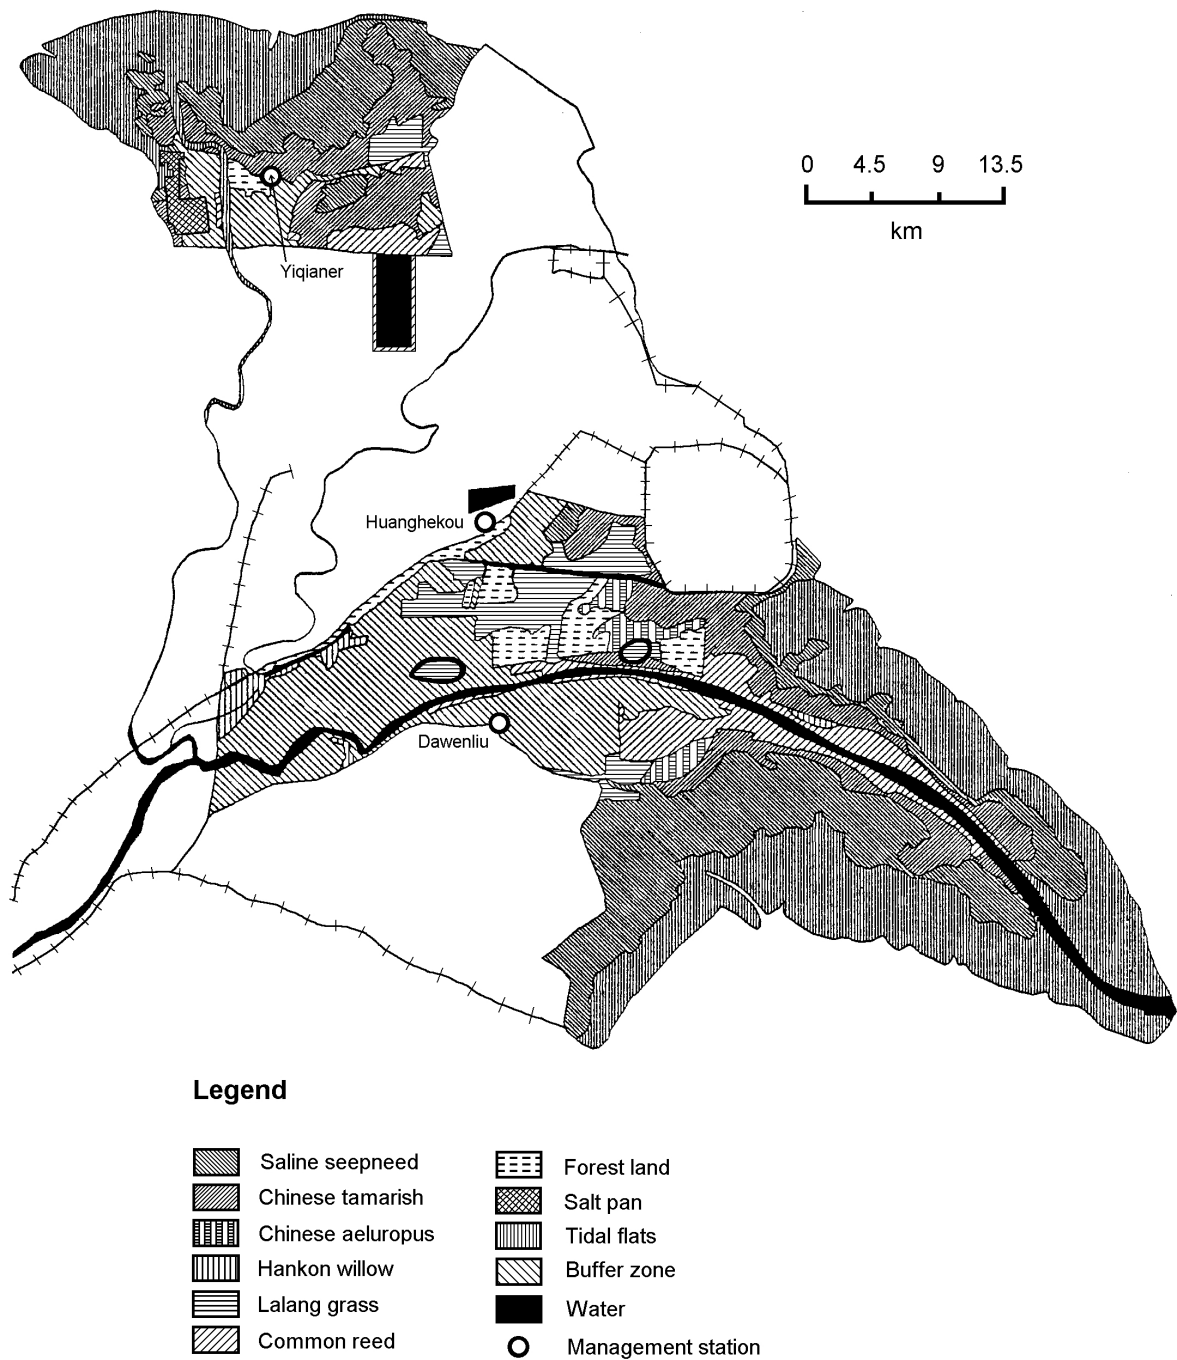 0 4.5 9 13.5
km
Yiqianer
Huanghekou
Dawenliu
Legend
Saline seepneed
Chinese tamarish
Chinese aeluropus
Hankon willow
Lalang grass
Common reed
Forest land
Salt pan
Tidal flats
Buffer zone
Water
Management station